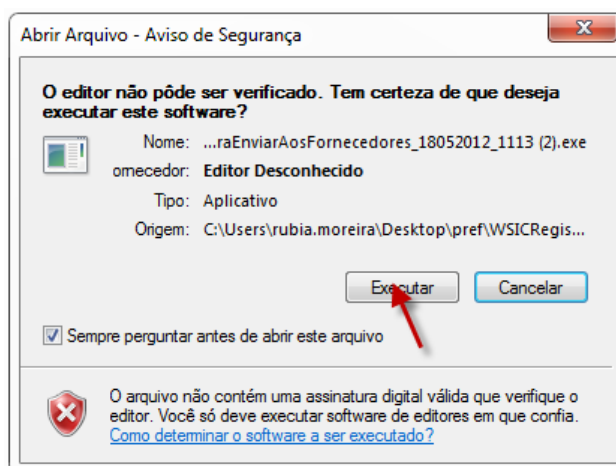 Abrir Arquivo - Aviso de Segurança
O editor não pôde ser verificado. Tem certeza de que deseja
executar este software?
Nome: ...raEnviarAosFornecedores_18052012_1113 (2).exe
ornecedor: Editor Desconhecido
Tipo: Aplicativo
Origem: C:\Users\rubia.moreira\Desktop\pref\WSICRegis...
Executar Cancelar
Sempre perguntar antes de abrir este arquivo
O arquivo não contém uma assinatura digital válida que verifique o
editor. Você só deve executar software de editores em que confia.
Como determinar o software a ser executado?